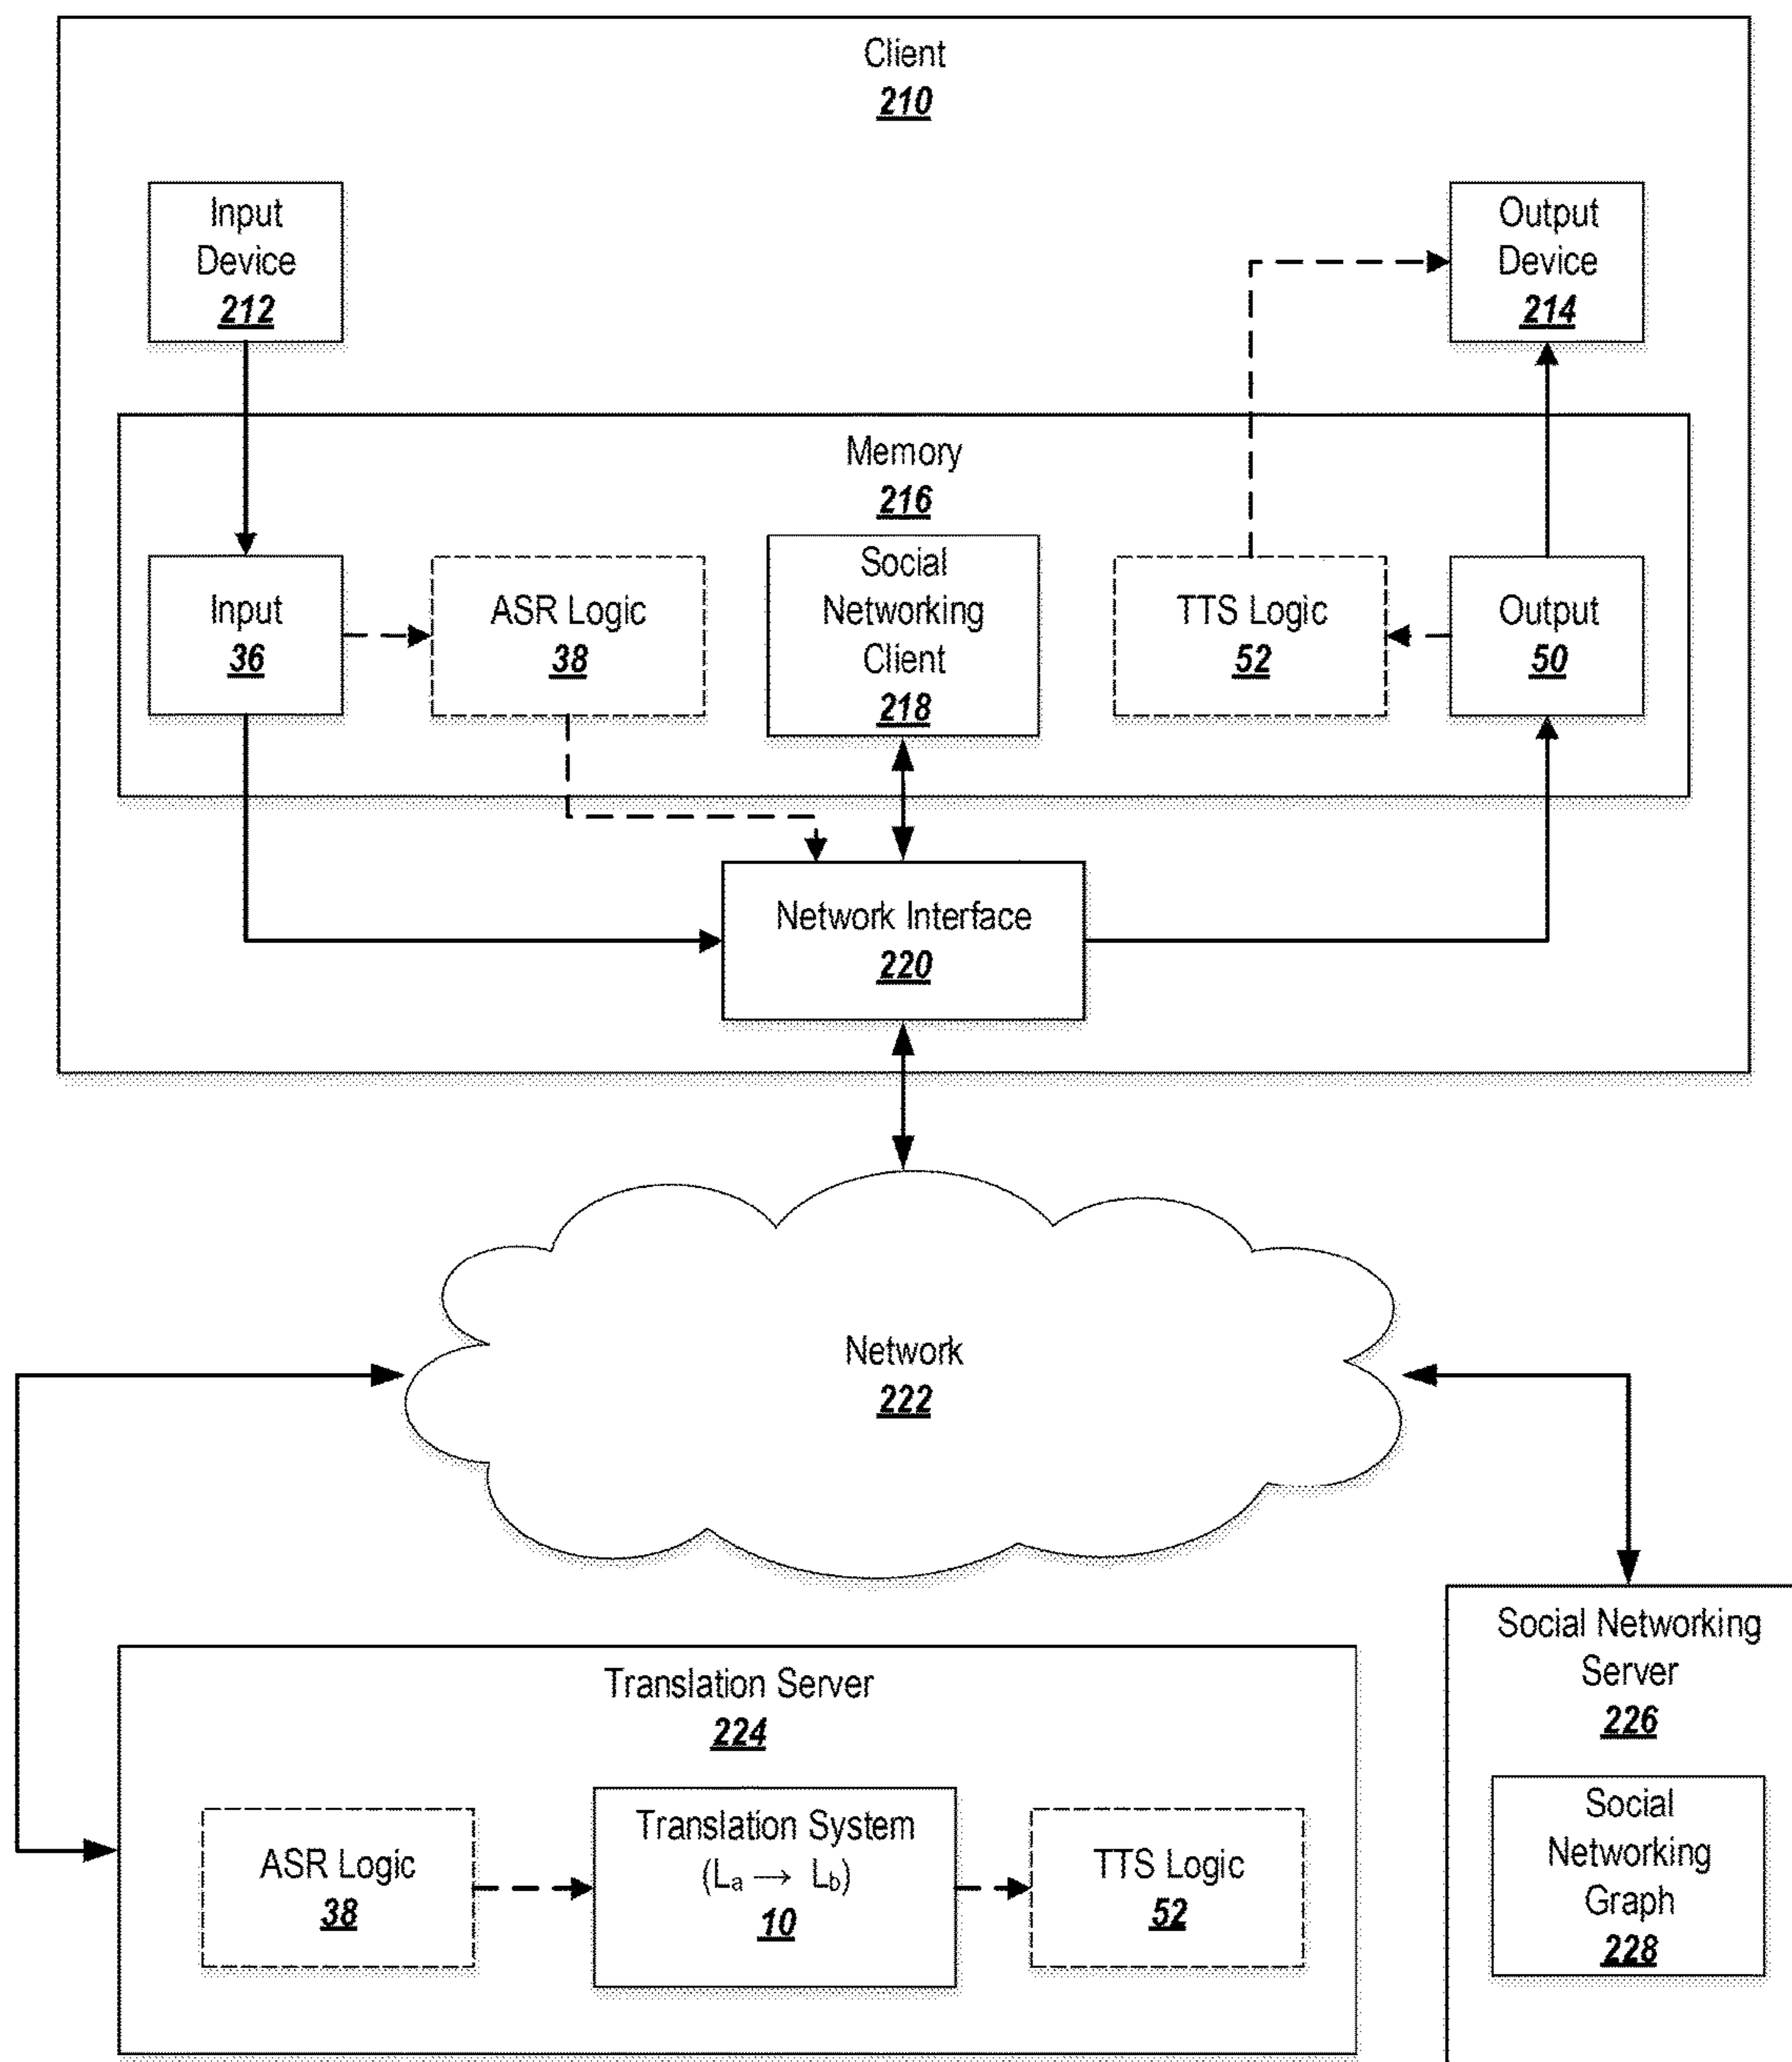 Client
210
Input
Device
212
Output
Device
214
Memory
216
Input
36
ASR Logic
38
Social
Networking
Client
218
TTS Logic
52
Output
50
Network Interface
220
Network
222
Translation Server
224
ASR Logic
38
Translation System
(La → Lb)
10
TTS Logic
52
Social Networking
Server
226
Social
Networking
Graph
228